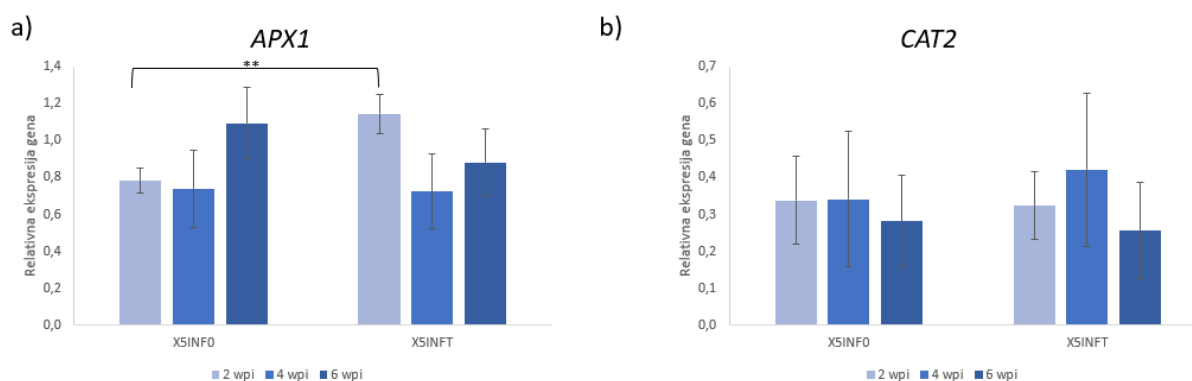 a)
APX1
Relativna ekspresija gena
1,4
1,2
1,0
0,8
0,6
0,4
0,2
0,0
**
X5INF0
X5INFT
2 wpi 4 wpi 6 wpi
b)
CAT2
Relativna ekspresija gena
0,7
0,6
0,5
0,4
0,3
0,2
0,1
0,0
X5INF0
X5INFT
2 wpi 4 wpi 6 wpi